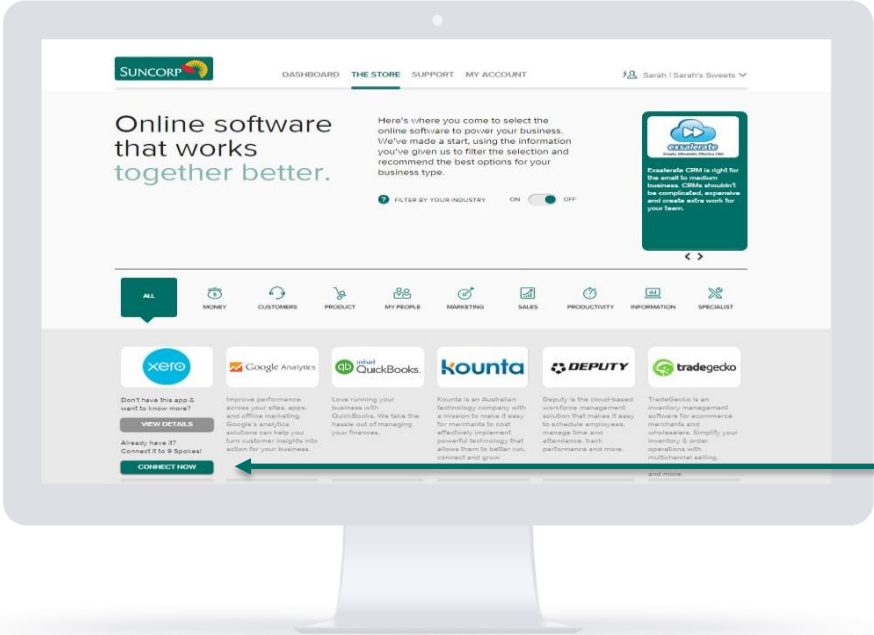 SUNCORP
DASHBOARD THE STORE SUPPORT MY ACCOUNT
Sarah | Sarah's Sweets
Online software
that works
together better.
Here's where you come to select the
online software to power your business.
We've made a start, using the information
you've given us to filter the selection and
recommend the best options for your
business type.
? FILTER BY YOUR INDUSTRY ON OFF
exsalerate
Simple, Affordable, Effective CRM
Exsalerate CRM is right for
the small to medium
business. CRMs shouldn't
be complicated, expensive
and create extra work for
your team.
< >
ALL
MONEY
CUSTOMERS
PRODUCT
MY PEOPLE
MARKETING
SALES
PRODUCTIVITY
INFORMATION
SPECIALIST
xero
Don't have this app &
want to know more?
VIEW DETAILS
Already have it?
Connect it to 9 Spokes!
CONNECT NOW
Google Analytics
Improve performance
across your sites, apps,
and offline marketing.
Google's analytics
solutions can help you
turn customer insights into
action for your business.
qb intuit QuickBooks.
Love running your
business with
QuickBooks. We take the
hassle out of managing
your finances.
kounta
Kounta is an Australian
technology company with
a mission to make it easy
for merchants to cost
effectively implement
powerful technology that
allows them to better run,
connect and grow
DEPUTY
Deputy is the cloud-based
workforce management
solution that makes it easy
to schedule employees,
manage time and
attendance, track
performance and more.
tradegecko
TradeGecko is an
inventory management
software for ecommerce
merchants and
wholesalers. Simplify your
inventory & order
operations with
multichannel selling,
and more.